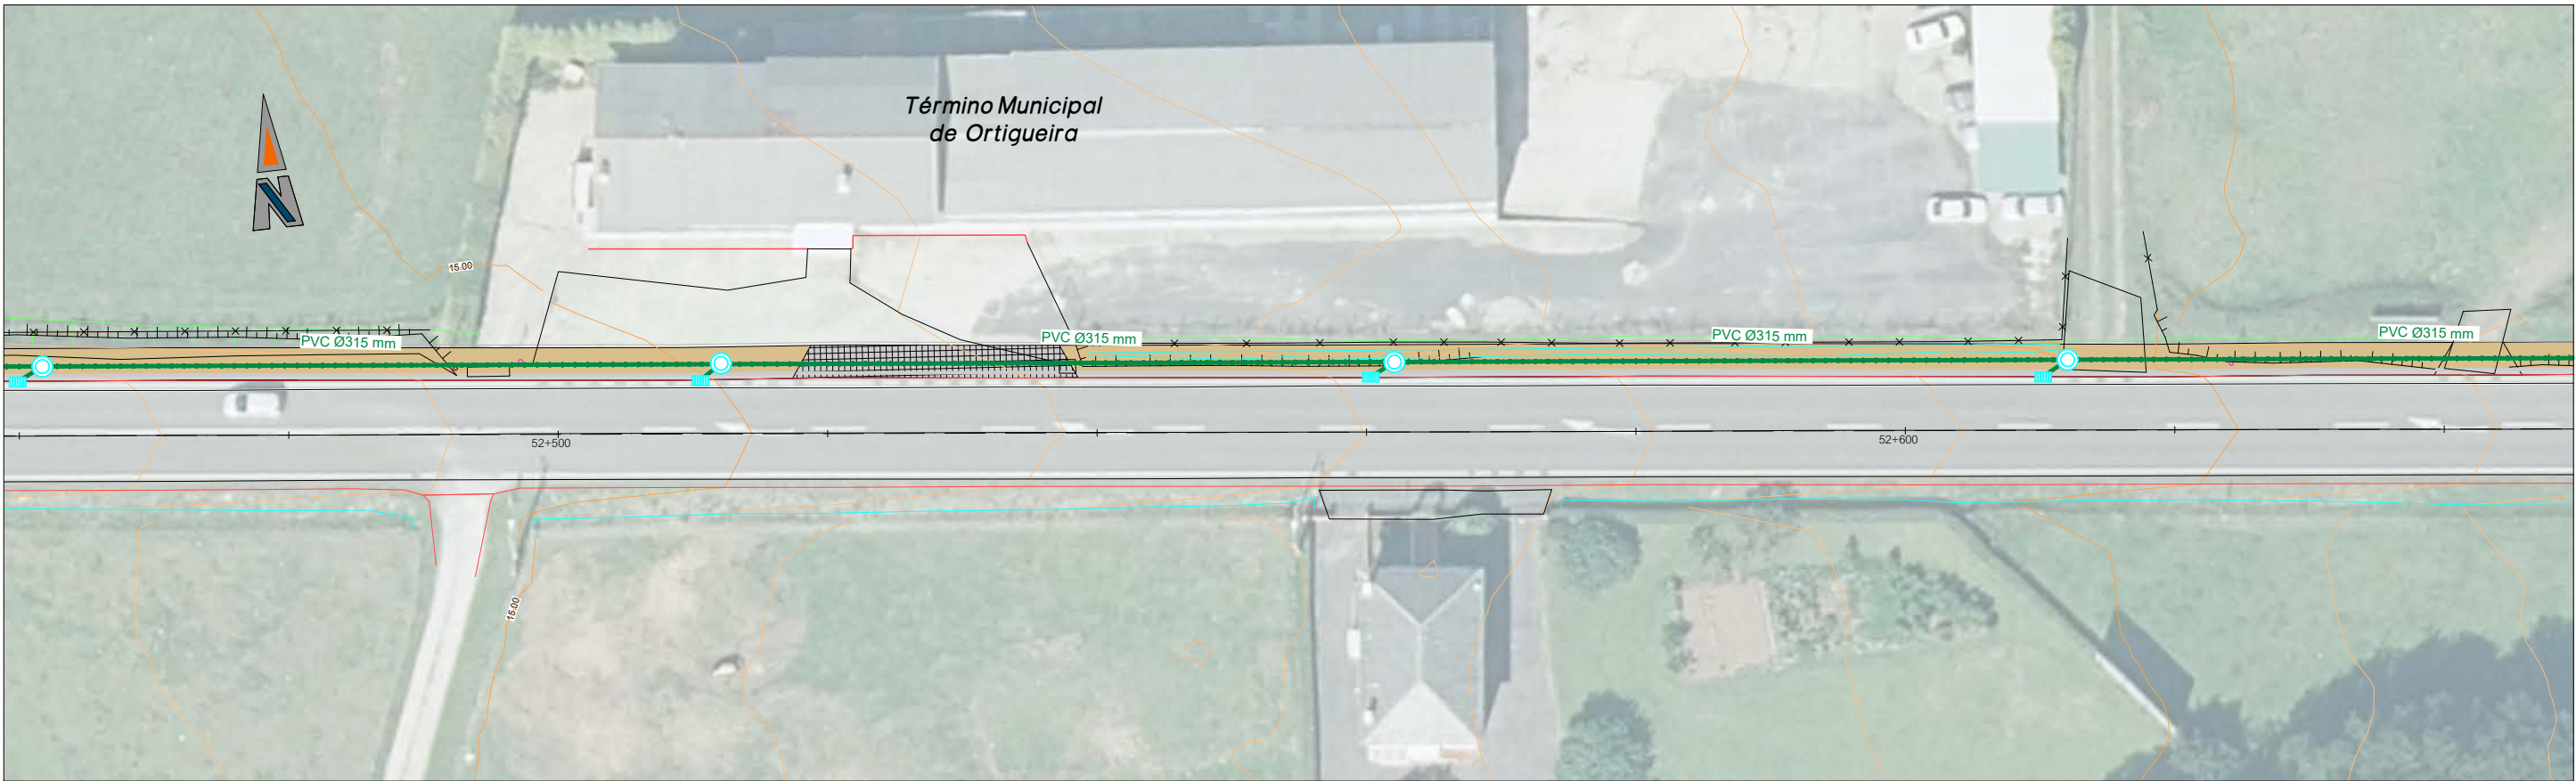 Término Municipal
de Ortigueira
N
15.00
PVC Ø315 mm
PVC Ø315 mm
PVC Ø315 mm
PVC Ø315 mm
52+500
52+600
15.00